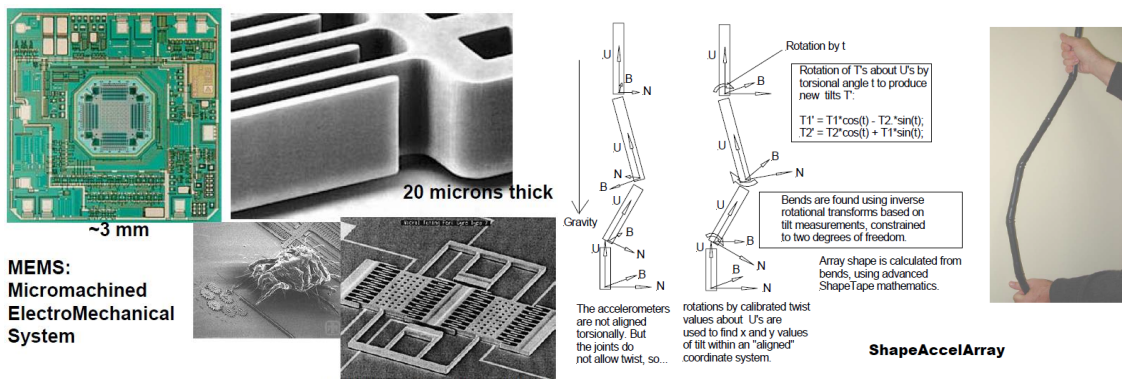 20 microns thick
~3 mm
MEMS:
Micromachined
ElectroMechanical
System
Gravity
U
B
N
U
B
N
U
B
N
U
B
N
The accelerometers
are not aligned
torsionally. But
the joints do
not allow twist, so...
U
B
N
U
B
N
U
B
N
U
B
N
rotations by calibrated twist
values about U's are
used to find x and y values
of tilt within an "aligned"
coordinate system.
Rotation by t
Rotation of T's about U's by
torsional angle t to produce
new tilts T':
T1' = T1*cos(t) - T2.*sin(t);
T2' = T2*cos(t) + T1*sin(t);
Bends are found using inverse
rotational transforms based on
tilt measurements, constrained
to two degrees of freedom.
Array shape is calculated from
bends, using advanced
ShapeTape mathematics.
ShapeAccelArray